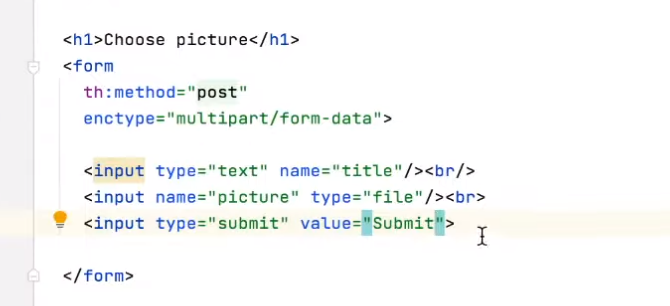 <h1>Choose picture</h1>
<form
th:method="post"
enctype="multipart/form-data">
<input type="text" name="title"/><br/>
<input name="picture" type="file"/><br>
<input type="submit" value="Submit">
</form>